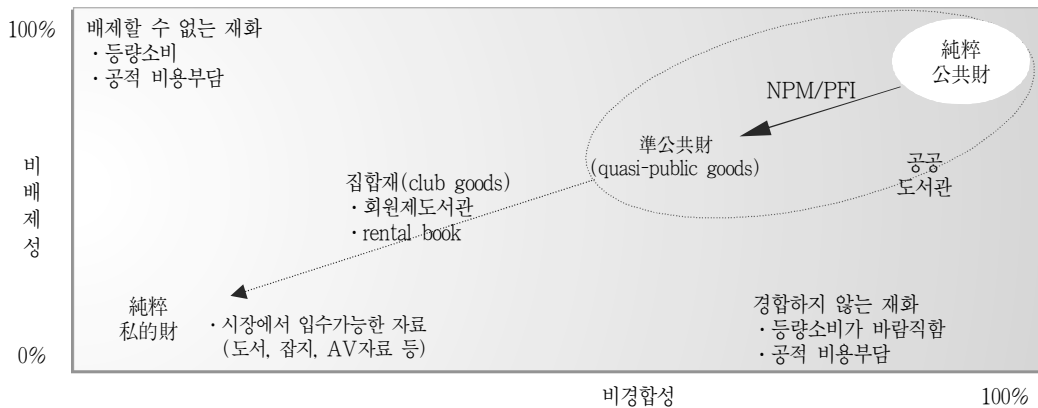 100%
배제할 수 없는 재화
· 등량소비
· 공적 비용부담
純粹
公共財
NPM/PFI
準公共財
(quasi-public goods)
공공
도서관
비
배
제
성
집합재(club goods)
· 회원제도서관
· rental book
純粹
私的財
· 시장에서 입수가능한 자료
(도서, 잡지, AV자료 등)
경합하지 않는 재화
· 등량소비가 바람직함
· 공적 비용부담
0%
비경합성
100%